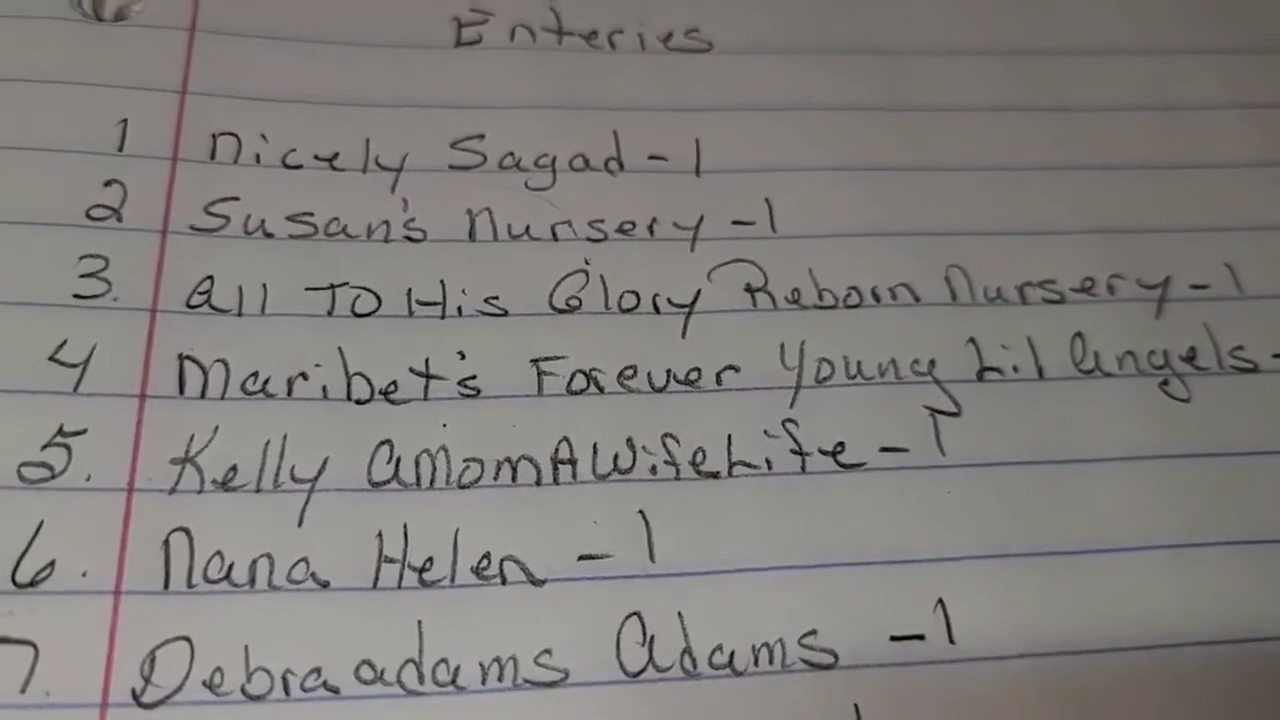 Enteries
1 Nicely Sagad - 1
2 Susan's Nursery - 1
3. All To His Glory Reborn Nursery - 1
4 Maribet's Forever Young Lil Angels -
5. Kelly AMomAWifeLife - 1
6. Nana Helen - 1
7. Debraadams Adams - 1